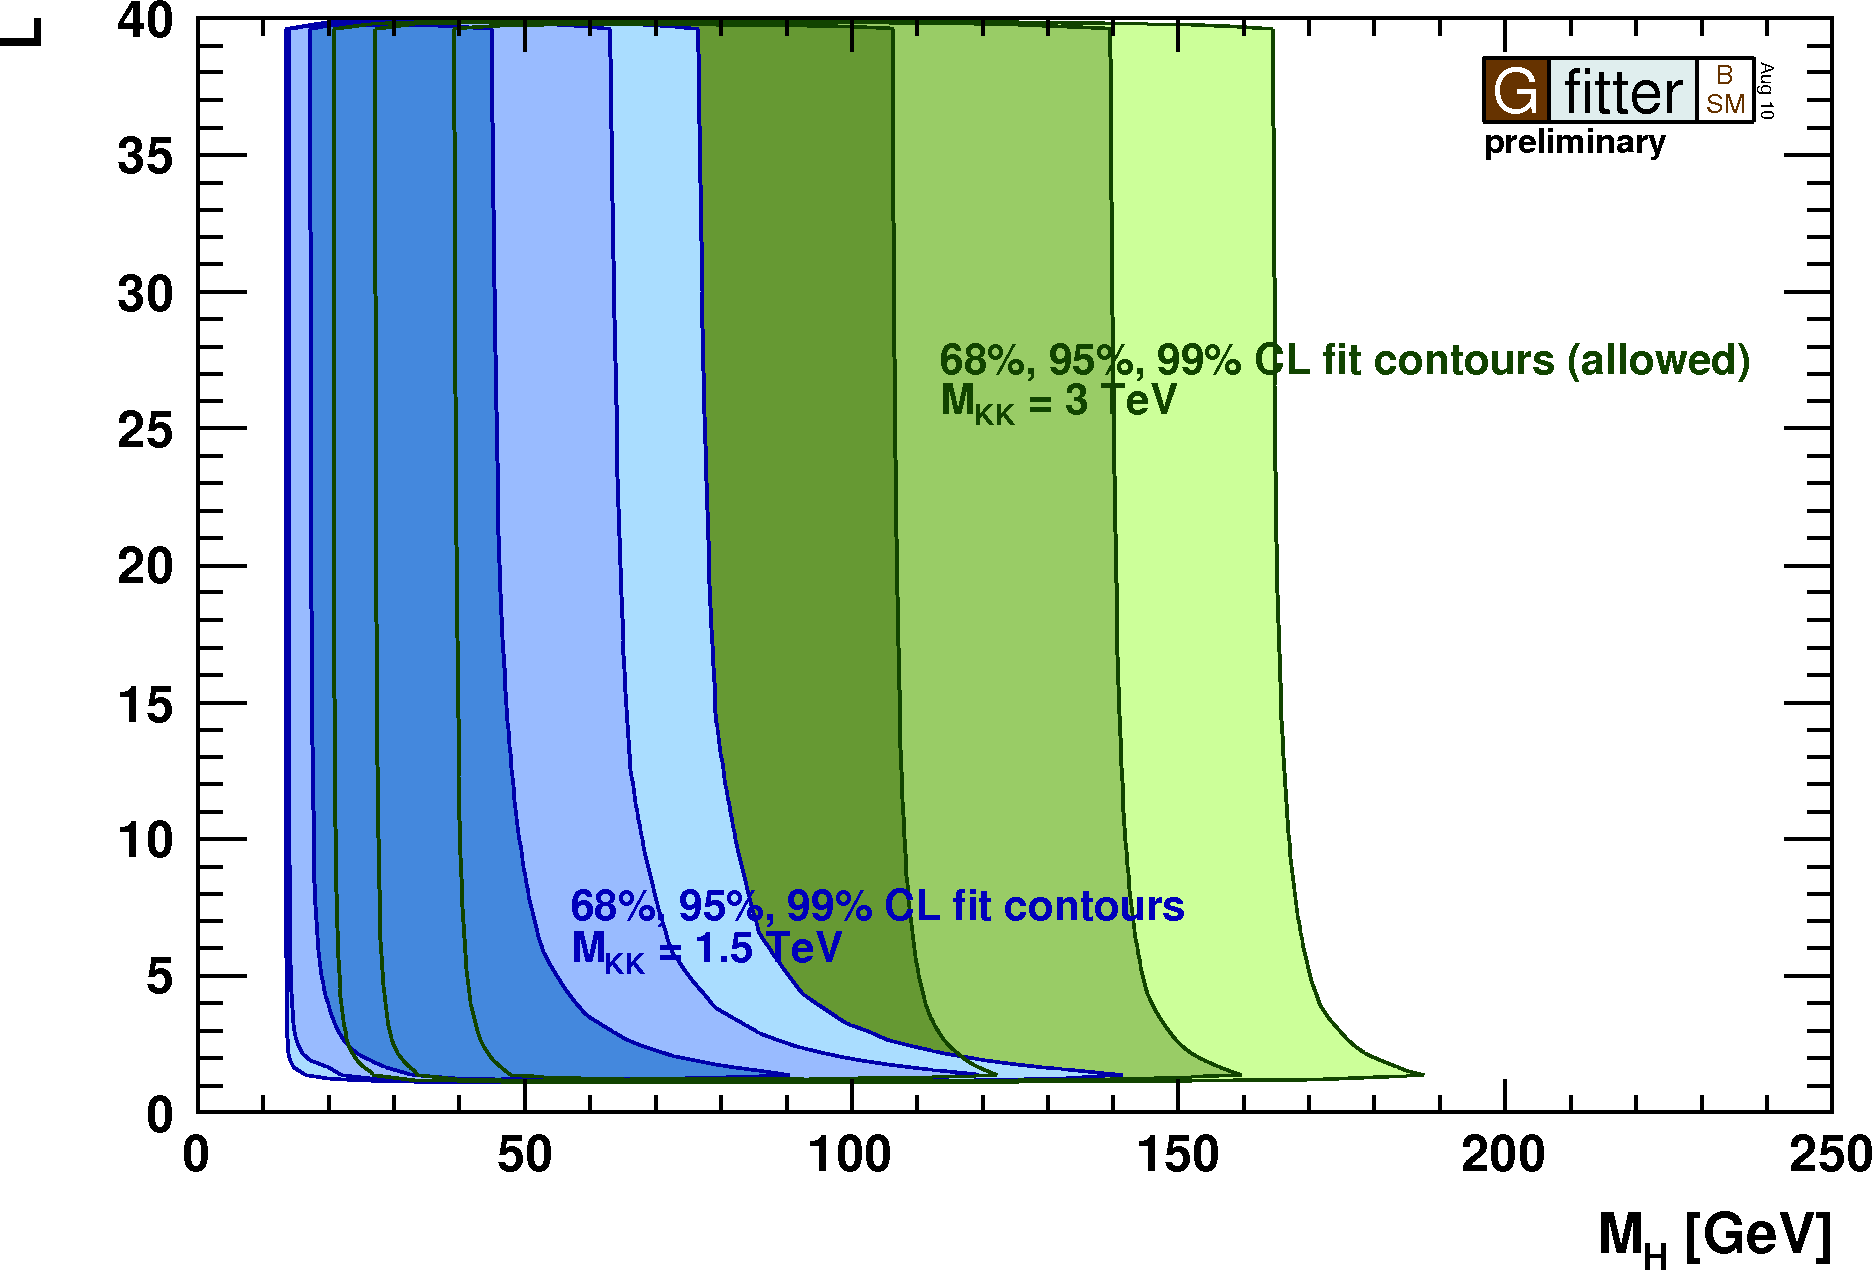 L
40
35
30
25
20
15
10
5
0
G fitter
B
SM
Aug 10
preliminary
68%, 95%, 99% CL fit contours (allowed)
M_KK = 3 TeV
68%, 95%, 99% CL fit contours
M_KK = 1.5 TeV
0 50 100 150 200 250
M_H [GeV]